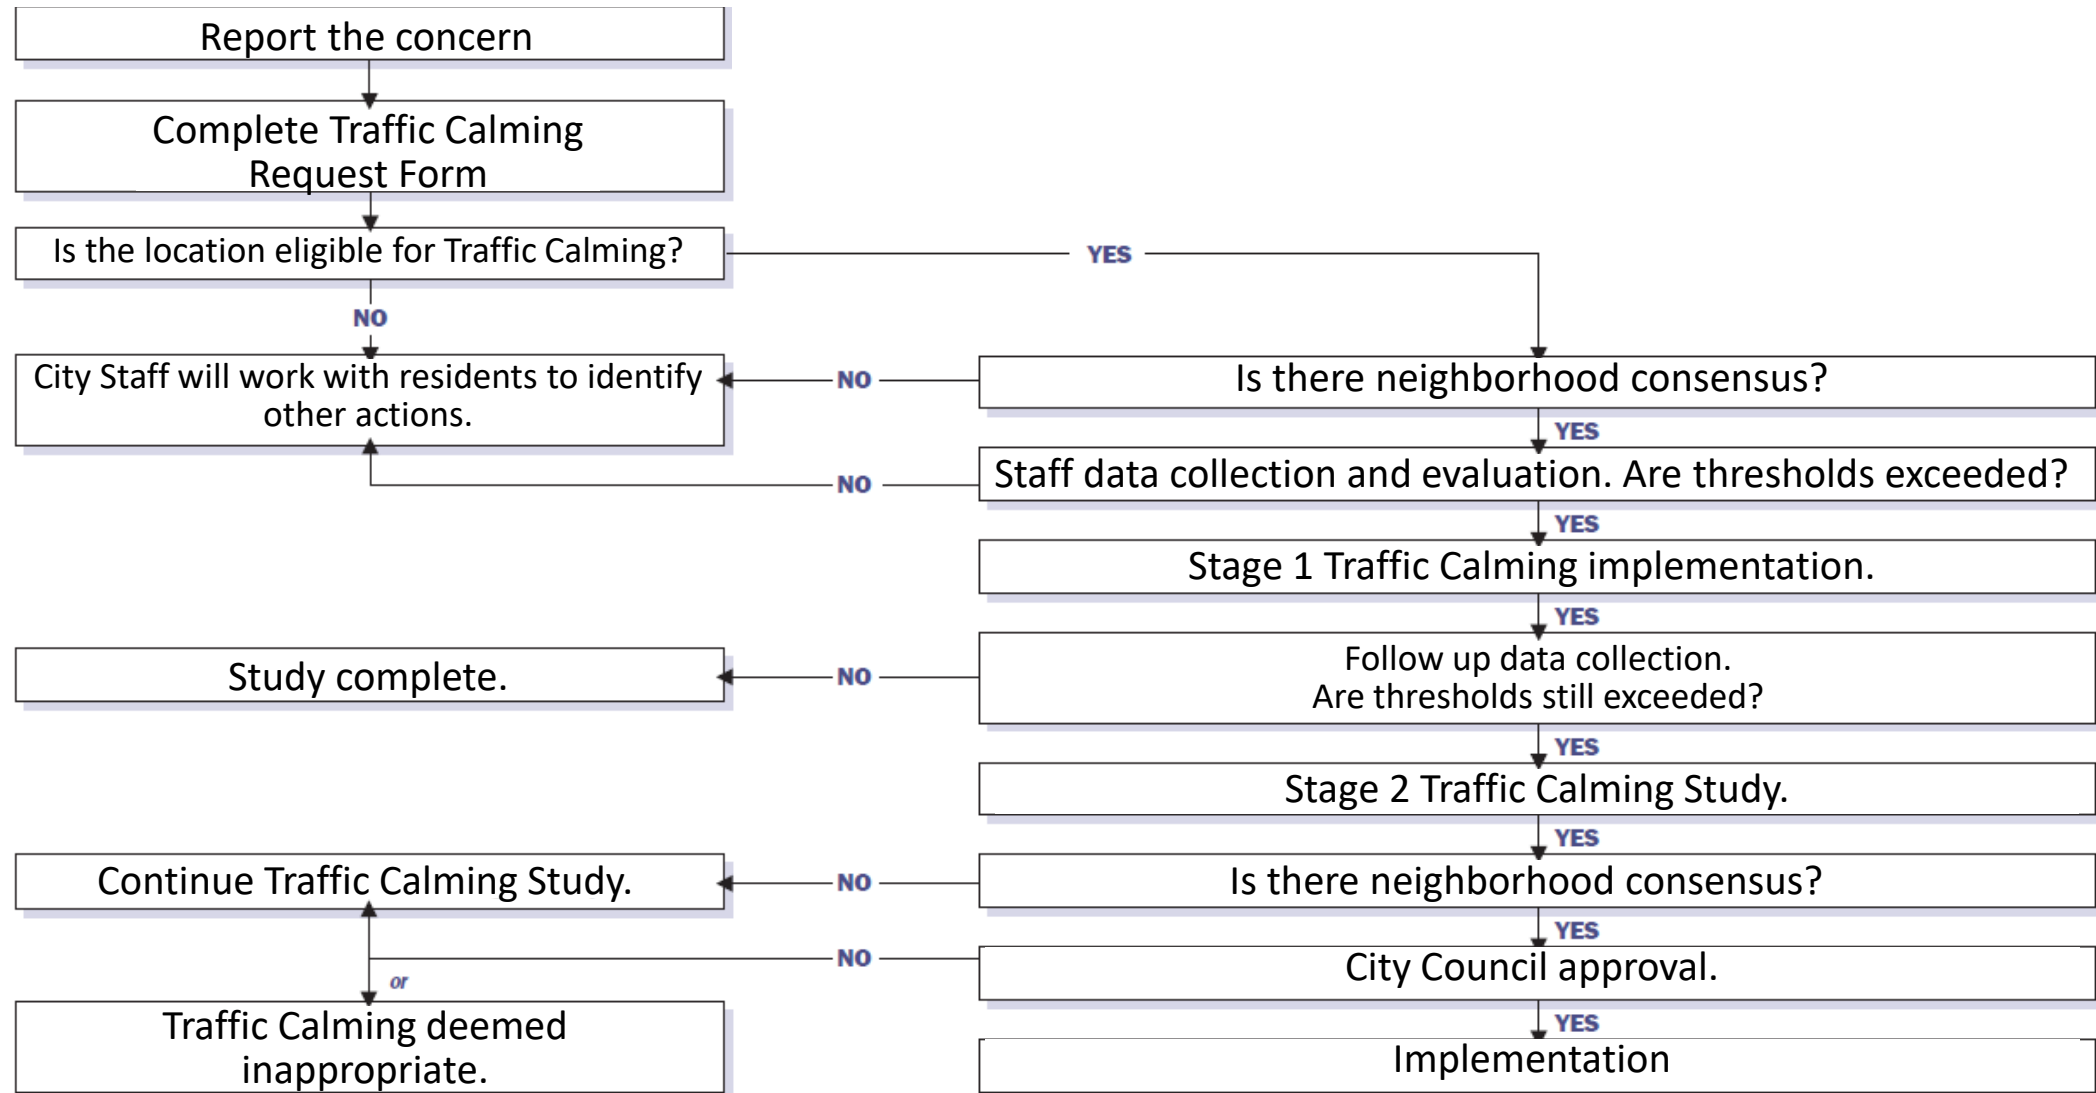 Report the concern
Complete Traffic Calming
Request Form
Is the location eligible for Traffic Calming?
YES
NO
City Staff will work with residents to identify
other actions.
NO
Is there neighborhood consensus?
YES
NO
Staff data collection and evaluation. Are thresholds exceeded?
YES
Stage 1 Traffic Calming implementation.
YES
Study complete.
NO
Follow up data collection.
Are thresholds still exceeded?
YES
Stage 2 Traffic Calming Study.
YES
Continue Traffic Calming Study.
NO
Is there neighborhood consensus?
YES
NO
City Council approval.
or
YES
Traffic Calming deemed
inappropriate.
Implementation